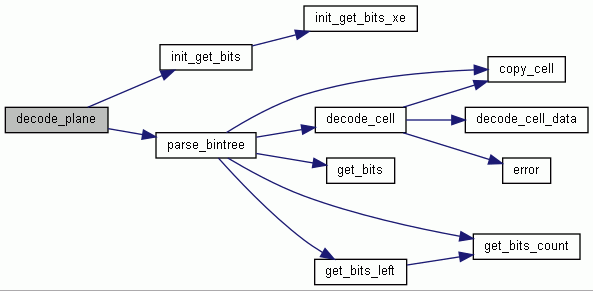 init_get_bits_xe
init_get_bits
copy_cell
decode_plane
decode_cell
decode_cell_data
parse_bintree
get_bits
error
get_bits_count
get_bits_left